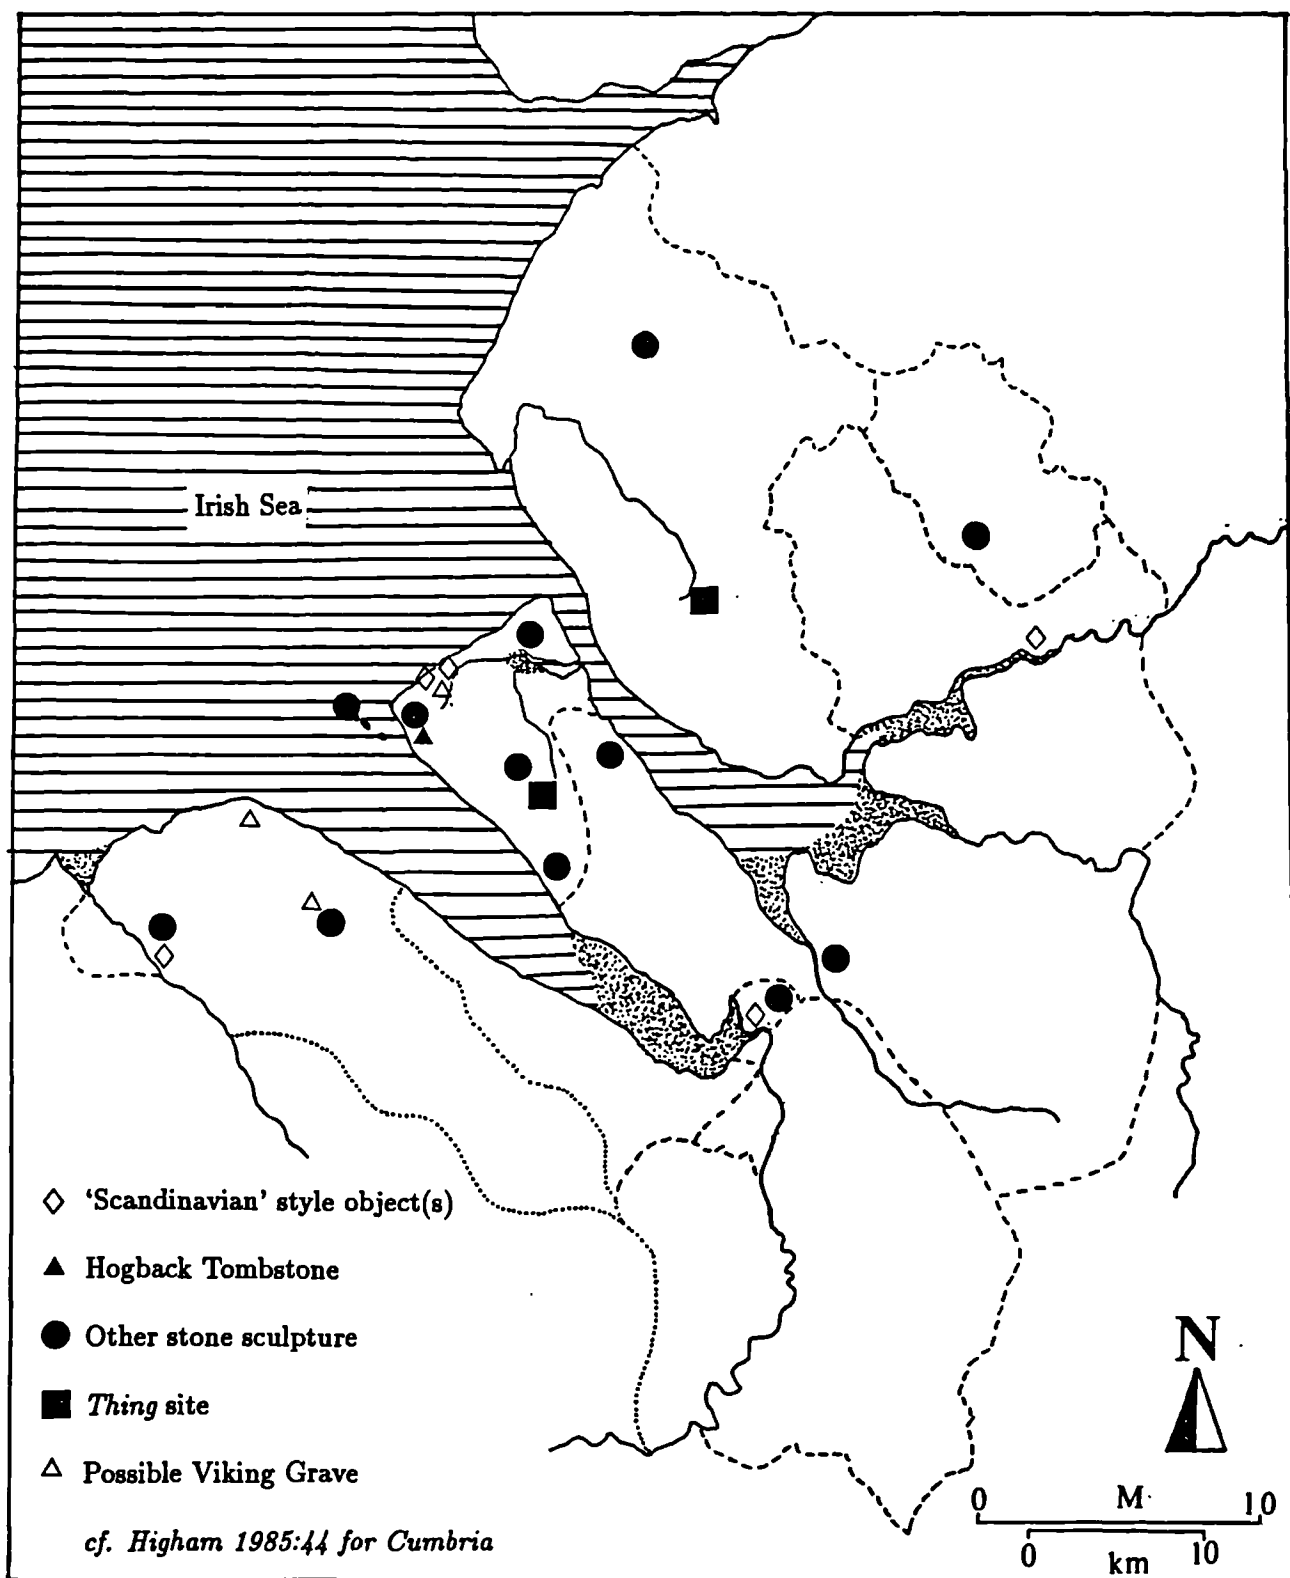 Irish Sea
'Scandinavian' style object(s)
Hogback Tombstone
Other stone sculpture
Thing site
Possible Viking Grave
cf. Higham 1985:44 for Cumbria
N
0 M 10
0 km 10